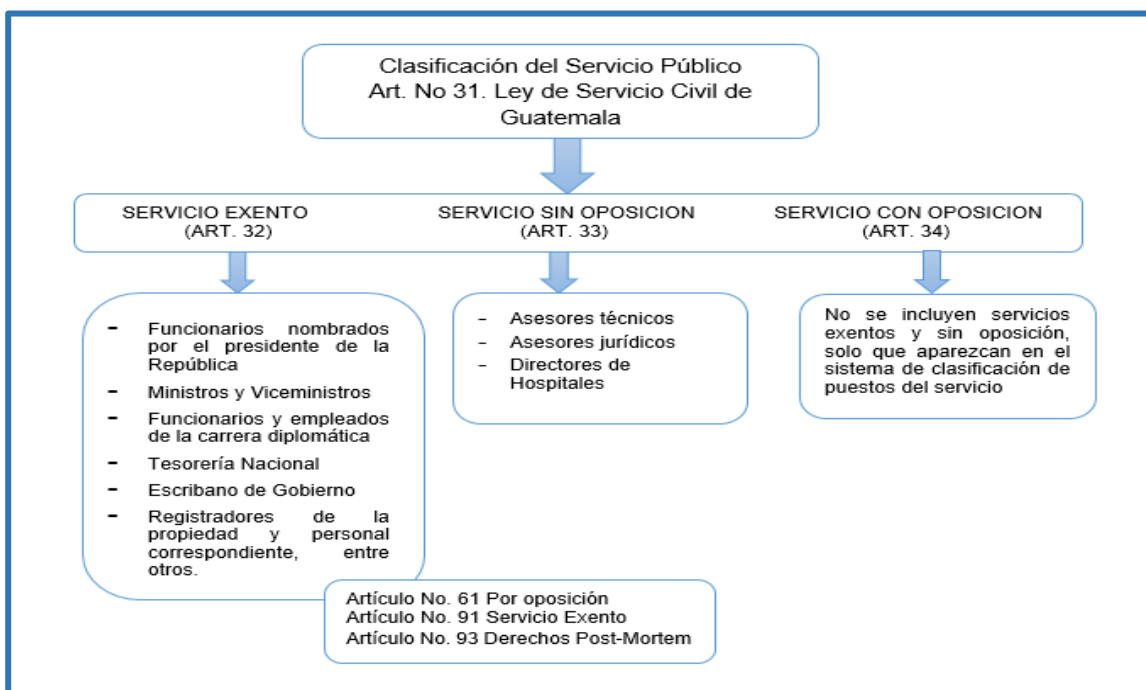 Clasificación del Servicio Público
Art. No 31. Ley de Servicio Civil de
Guatemala
SERVICIO EXENTO
(ART. 32)
SERVICIO SIN OPOSICION
(ART. 33)
SERVICIO CON OPOSICION
(ART. 34)
- Funcionarios nombrados
por el presidente de la
República
- Ministros y Viceministros
- Funcionarios y empleados
de la carrera diplomática
- Tesorería Nacional
- Escribano de Gobierno
- Registradores de la
propiedad y personal
correspondiente, entre
otros.
- Asesores técnicos
- Asesores jurídicos
- Directores de
Hospitales
No se incluyen servicios
exentos y sin oposición,
solo que aparezcan en el
sistema de clasificación de
puestos del servicio
Artículo No. 61 Por oposición
Artículo No. 91 Servicio Exento
Artículo No. 93 Derechos Post-Mortem